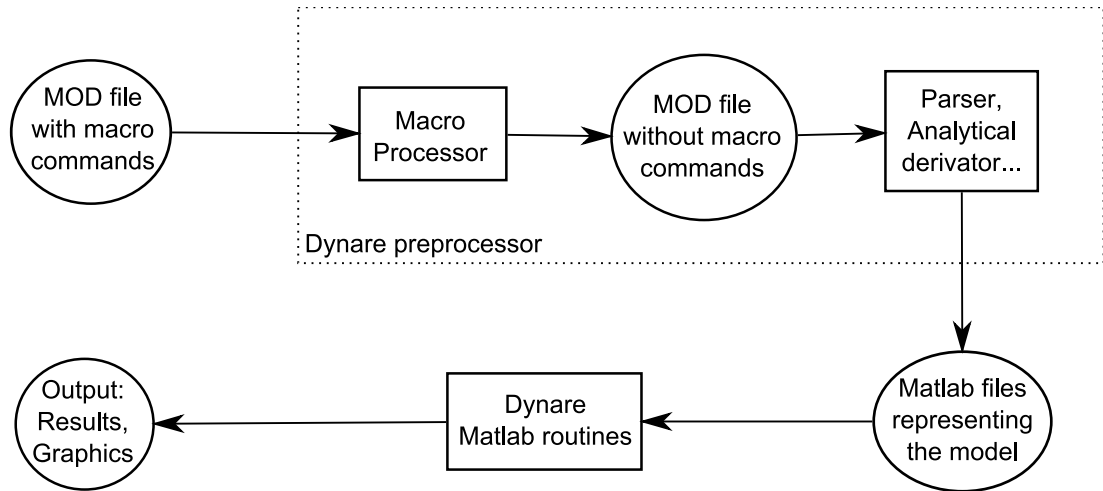 MOD file
with macro
commands
Macro
Processor
MOD file
without macro
commands
Parser,
Analytical
derivator...
Dynare preprocessor
Output:
Results,
Graphics
Dynare
Matlab routines
Matlab files
representing
the model